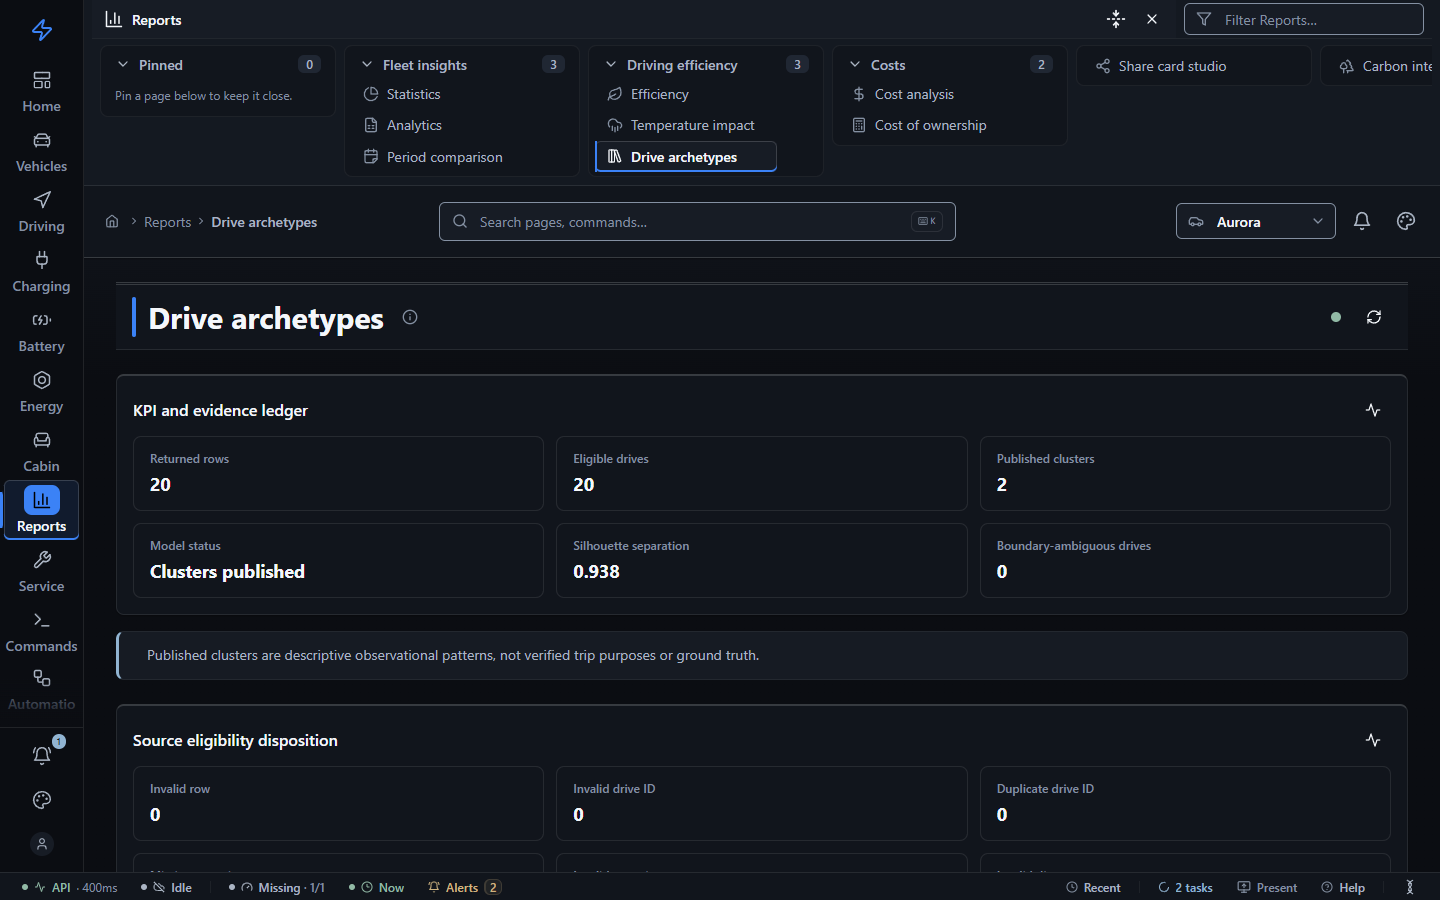 Reports
Filter Reports...
Pinned 0
Pin a page below to keep it close.
Fleet insights 3
Statistics
Analytics
Period comparison
Driving efficiency 3
Efficiency
Temperature impact
Drive archetypes
Costs 2
Cost analysis
Cost of ownership
Share card studio
Carbon inte
Home
Vehicles
Driving
Charging
Battery
Energy
Cabin
Reports
Service
Commands
Automatio
1
Reports
Drive archetypes
Search pages, commands...
K
Aurora
Drive archetypes
KPI and evidence ledger
Returned rows
20
Eligible drives
20
Published clusters
2
Model status
Clusters published
Silhouette separation
0.938
Boundary-ambiguous drives
0
Published clusters are descriptive observational patterns, not verified trip purposes or ground truth.
Source eligibility disposition
Invalid row
0
Invalid drive ID
0
Duplicate drive ID
0
API · 400ms
Idle
Missing · 1/1
Now
Alerts 2
Recent
2 tasks
Present
Help